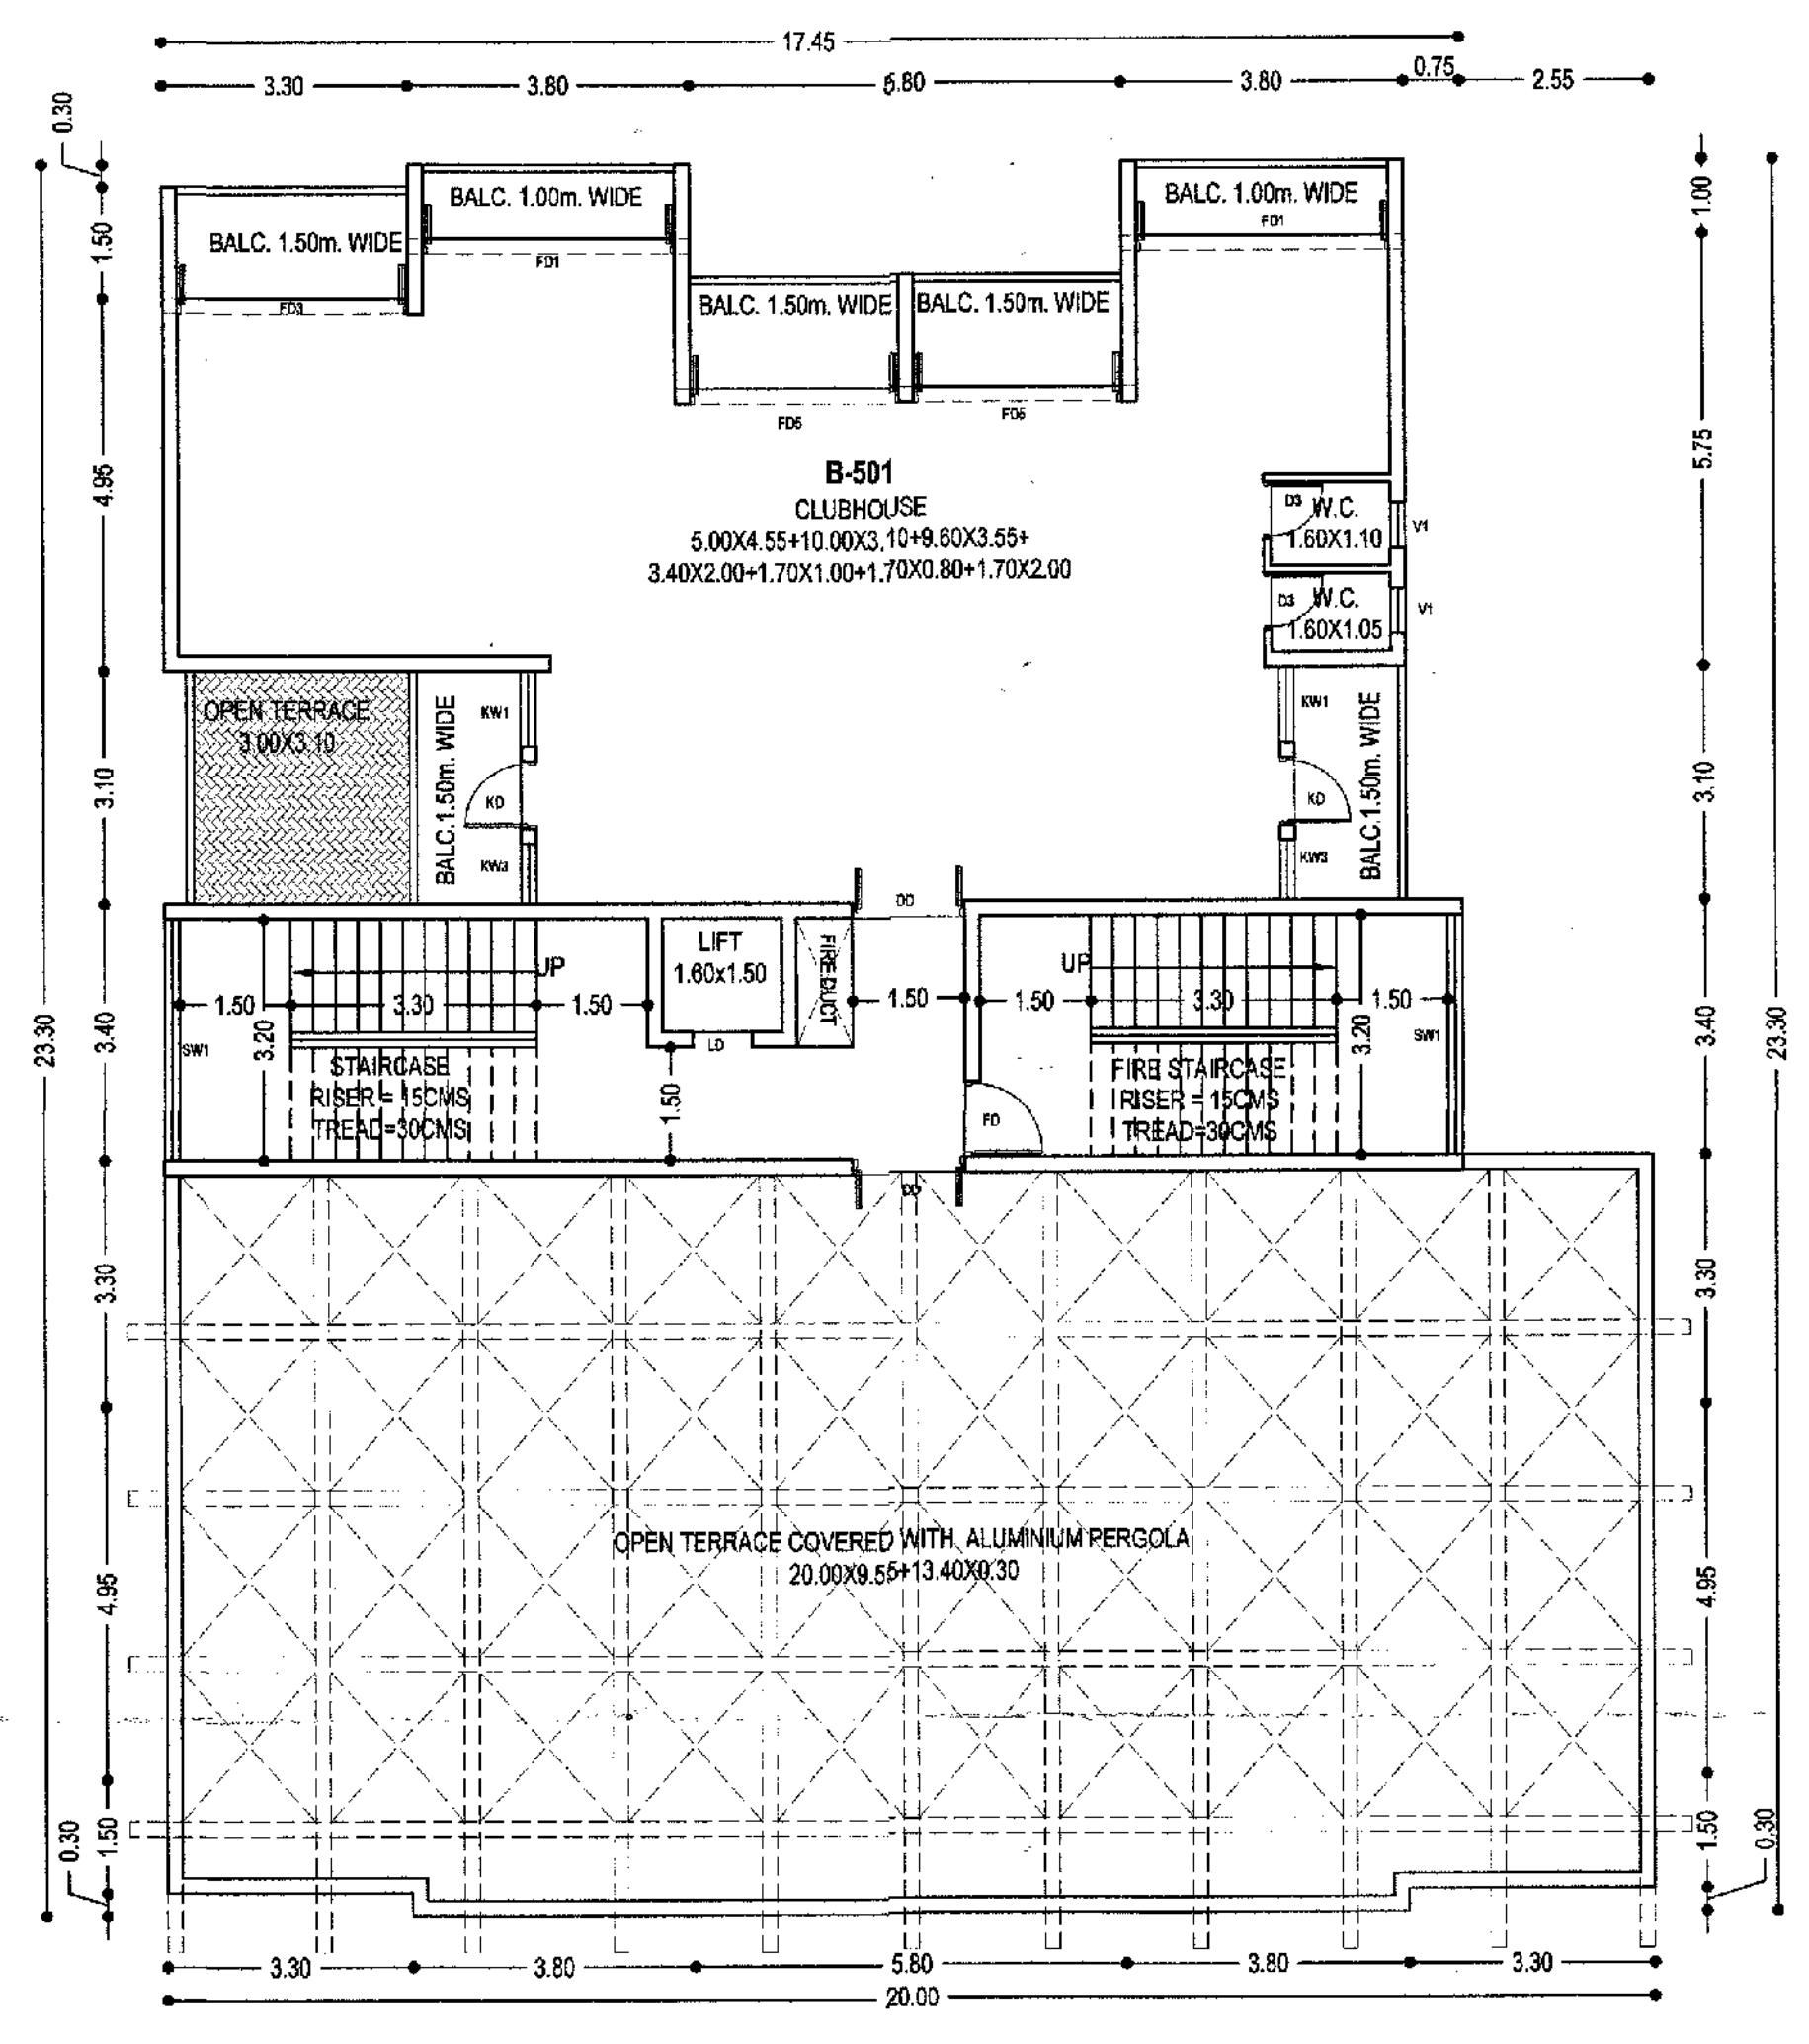 17.45
3.30 3.80 5.80 3.80 0.75 2.55
0.30
BALC. 1.00m. WIDE
BALC. 1.00m. WIDE
FD1
1.00
1.50
BALC. 1.50m. WIDE
FD1
FD3
BALC. 1.50m. WIDE
BALC. 1.50m. WIDE
FD5
FD5
4.95
5.75
B-501
CLUBHOUSE
5.00X4.55+10.00X3.10+9.60X3.55+
3.40X2.00+1.70X1.00+1.70X0.80+1.70X2.00
D3 W.C.
1.60X1.10
V1
D3 W.C.
1.60X1.05
V1
OPEN TERRACE
3.00X3.10
BALC.1.50m. WIDE
KW1
KD
KW3
KW1
KD
KW3
BALC.1.50m. WIDE
3.10
3.10
DD
LIFT
1.60x1.50
FIRE DUCT
UP
UP
1.50 3.30 1.50
1.50
1.50 3.30 1.50
3.20
3.20
SW1
SW1
LD
23.30
3.40
3.40
23.30
STAIRCASE
RISER = 15CMS
TREAD=30CMS
1.50
FD
FIRE STAIRCASE
RISER = 15CMS
TREAD=30CMS
DD
3.30
3.30
OPEN TERRACE COVERED WITH ALUMINIUM PERGOLA
20.00X9.55+13.40X0.30
4.95
4.95
0.30
1.50
1.50
0.30
3.30 3.80 5.80 3.80 3.30
20.00